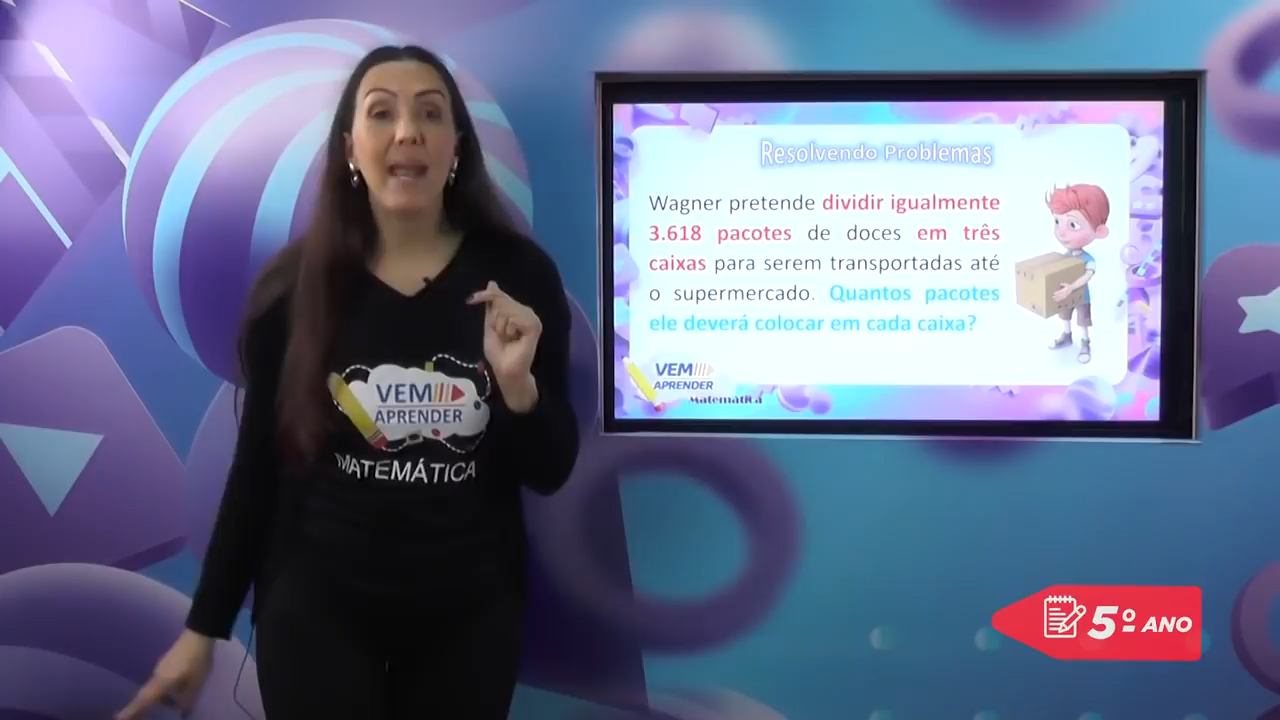 Resolvendo Problemas
Wagner pretende dividir igualmente
3.618 pacotes de doces em três
caixas para serem transportadas até
o supermercado. Quantos pacotes
ele deverá colocar em cada caixa?
VEM
APRENDER
Matemática
VEM
APRENDER
MATEMÁTICA
5º ANO